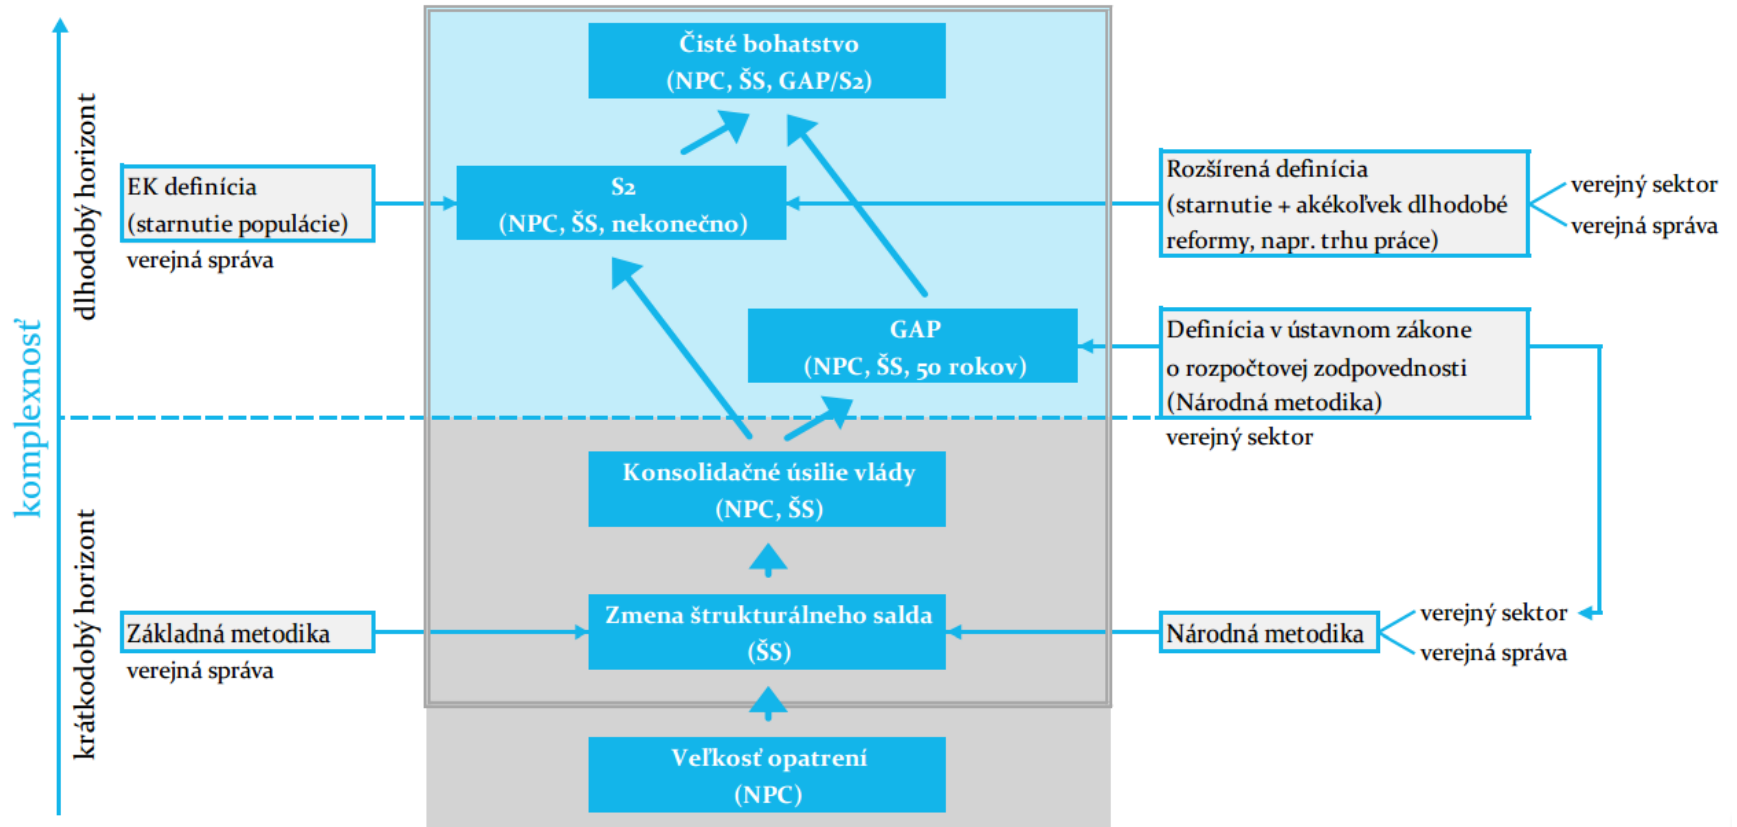 komplexnosť
dlhodobý horizont
krátkodobý horizont
Čisté bohatstvo
(NPC, ŠS, GAP/S2)
EK definícia
(starnutie populácie)
verejná správa
S2
(NPC, ŠS, nekonečno)
Rozšírená definícia
(starnutie + akékoľvek dlhodobé
reformy, napr. trhu práce)
verejný sektor
verejná správa
GAP
(NPC, ŠS, 50 rokov)
Definícia v ústavnom zákone
o rozpočtovej zodpovednosti
(Národná metodika)
verejný sektor
Konsolidačné úsilie vlády
(NPC, ŠS)
Základná metodika
verejná správa
Zmena štrukturálneho salda
(ŠS)
Národná metodika
verejný sektor
verejná správa
Veľkosť opatrení
(NPC)